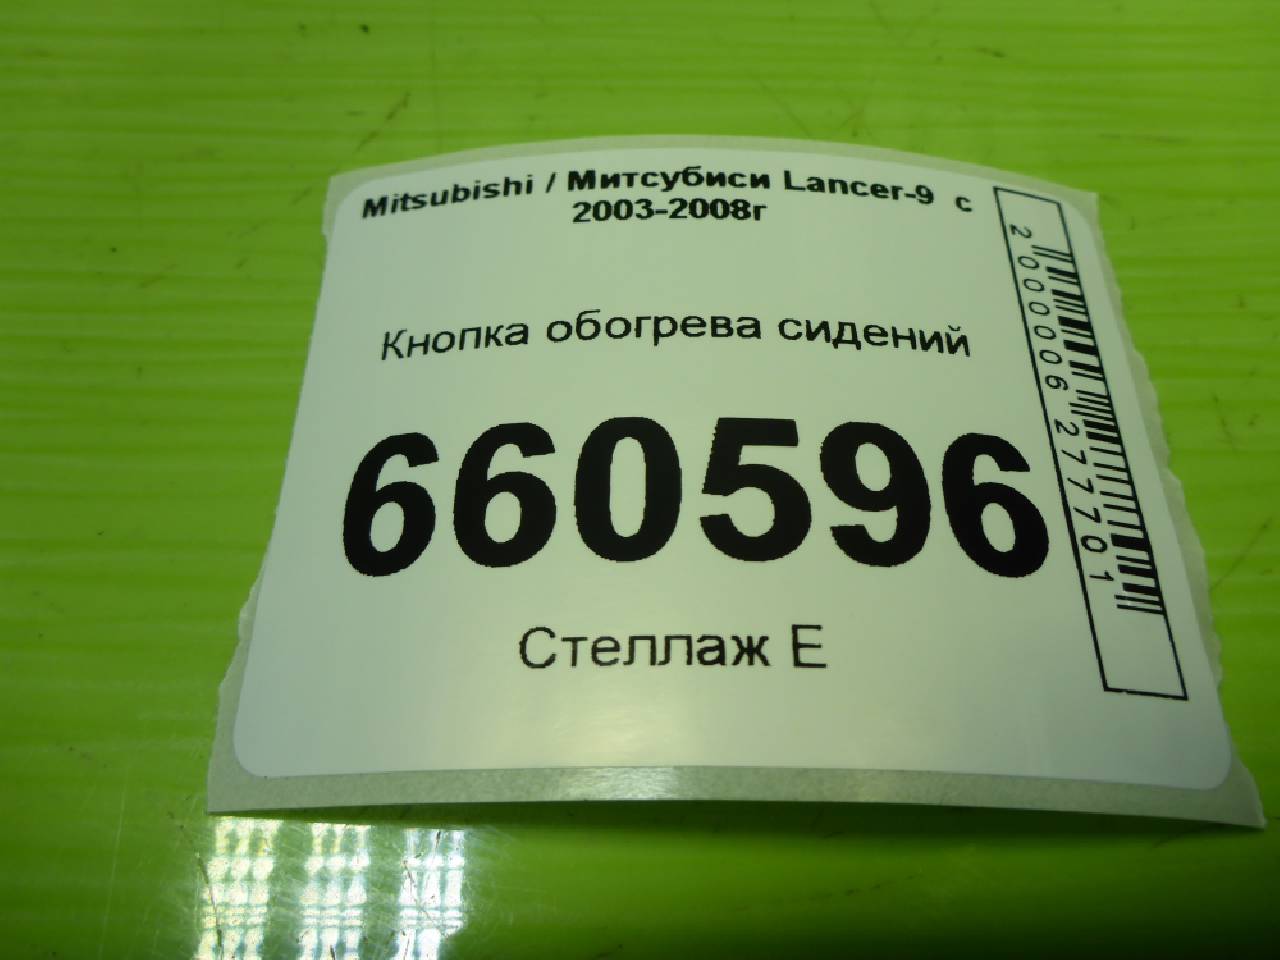 Mitsubishi / Митсубиси Lancer-9 с
2003-2008г
Кнопка обогрева сидений
660596
Стеллаж Е
2000006277701